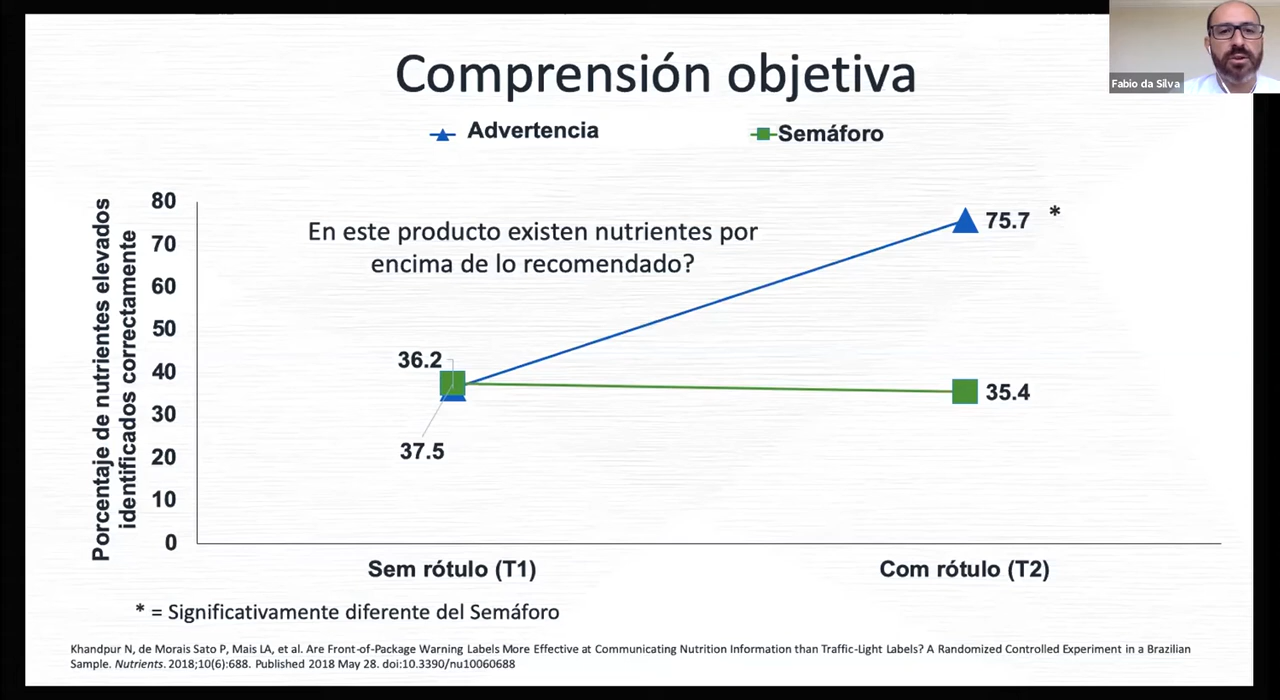 Comprensión objetiva
Fabio da Silva
Advertencia
Semáforo
Porcentaje de nutrientes elevados
identificados correctamente
80
70
60
50
40
30
20
10
0
En este producto existen nutrientes por
encima de lo recomendado?
75.7 *
36.2
37.5
35.4
Sem rótulo (T1)
Com rótulo (T2)
* = Significativamente diferente del Semáforo
Khandpur N, de Morais Sato P, Mais LA, et al. Are Front-of-Package Warning Labels More Effective at Communicating Nutrition Information than Traffic-Light Labels? A Randomized Controlled Experiment in a Brazilian
Sample. Nutrients. 2018;10(6):688. Published 2018 May 28. doi:10.3390/nu10060688